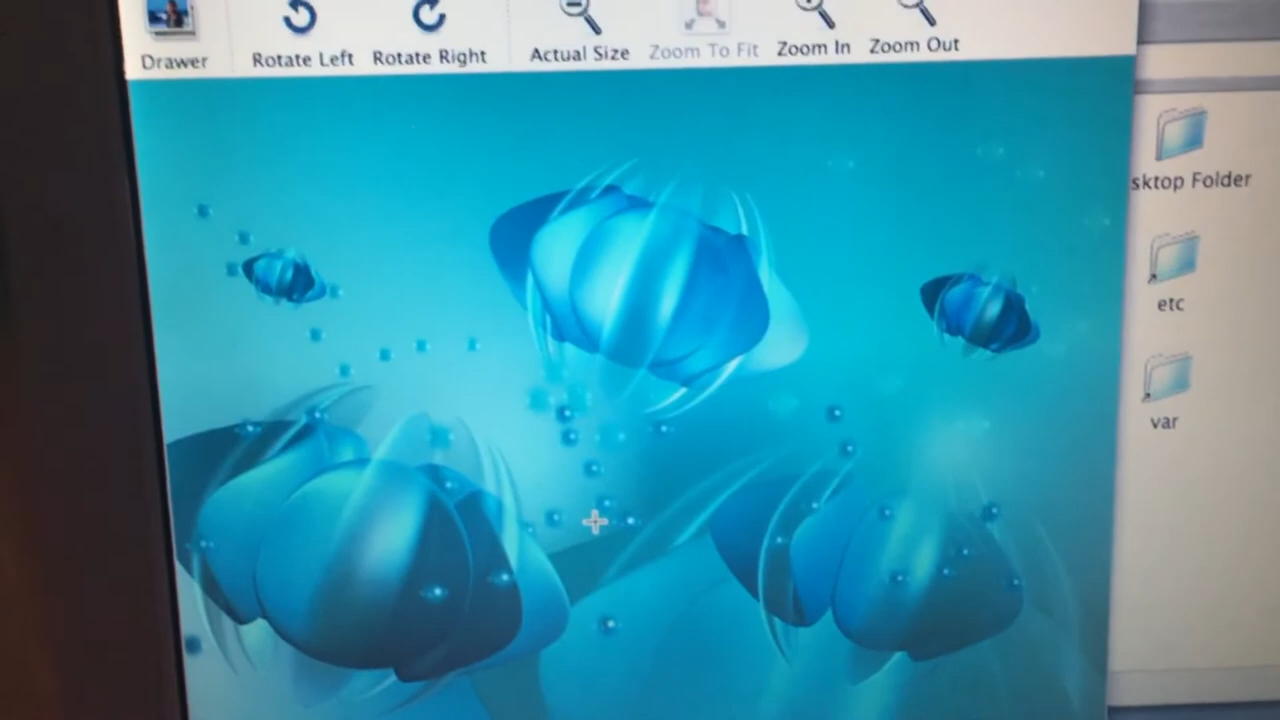 Drawer Rotate Left Rotate Right Actual Size Zoom To Fit Zoom In Zoom Out
sktop Folder
etc
var